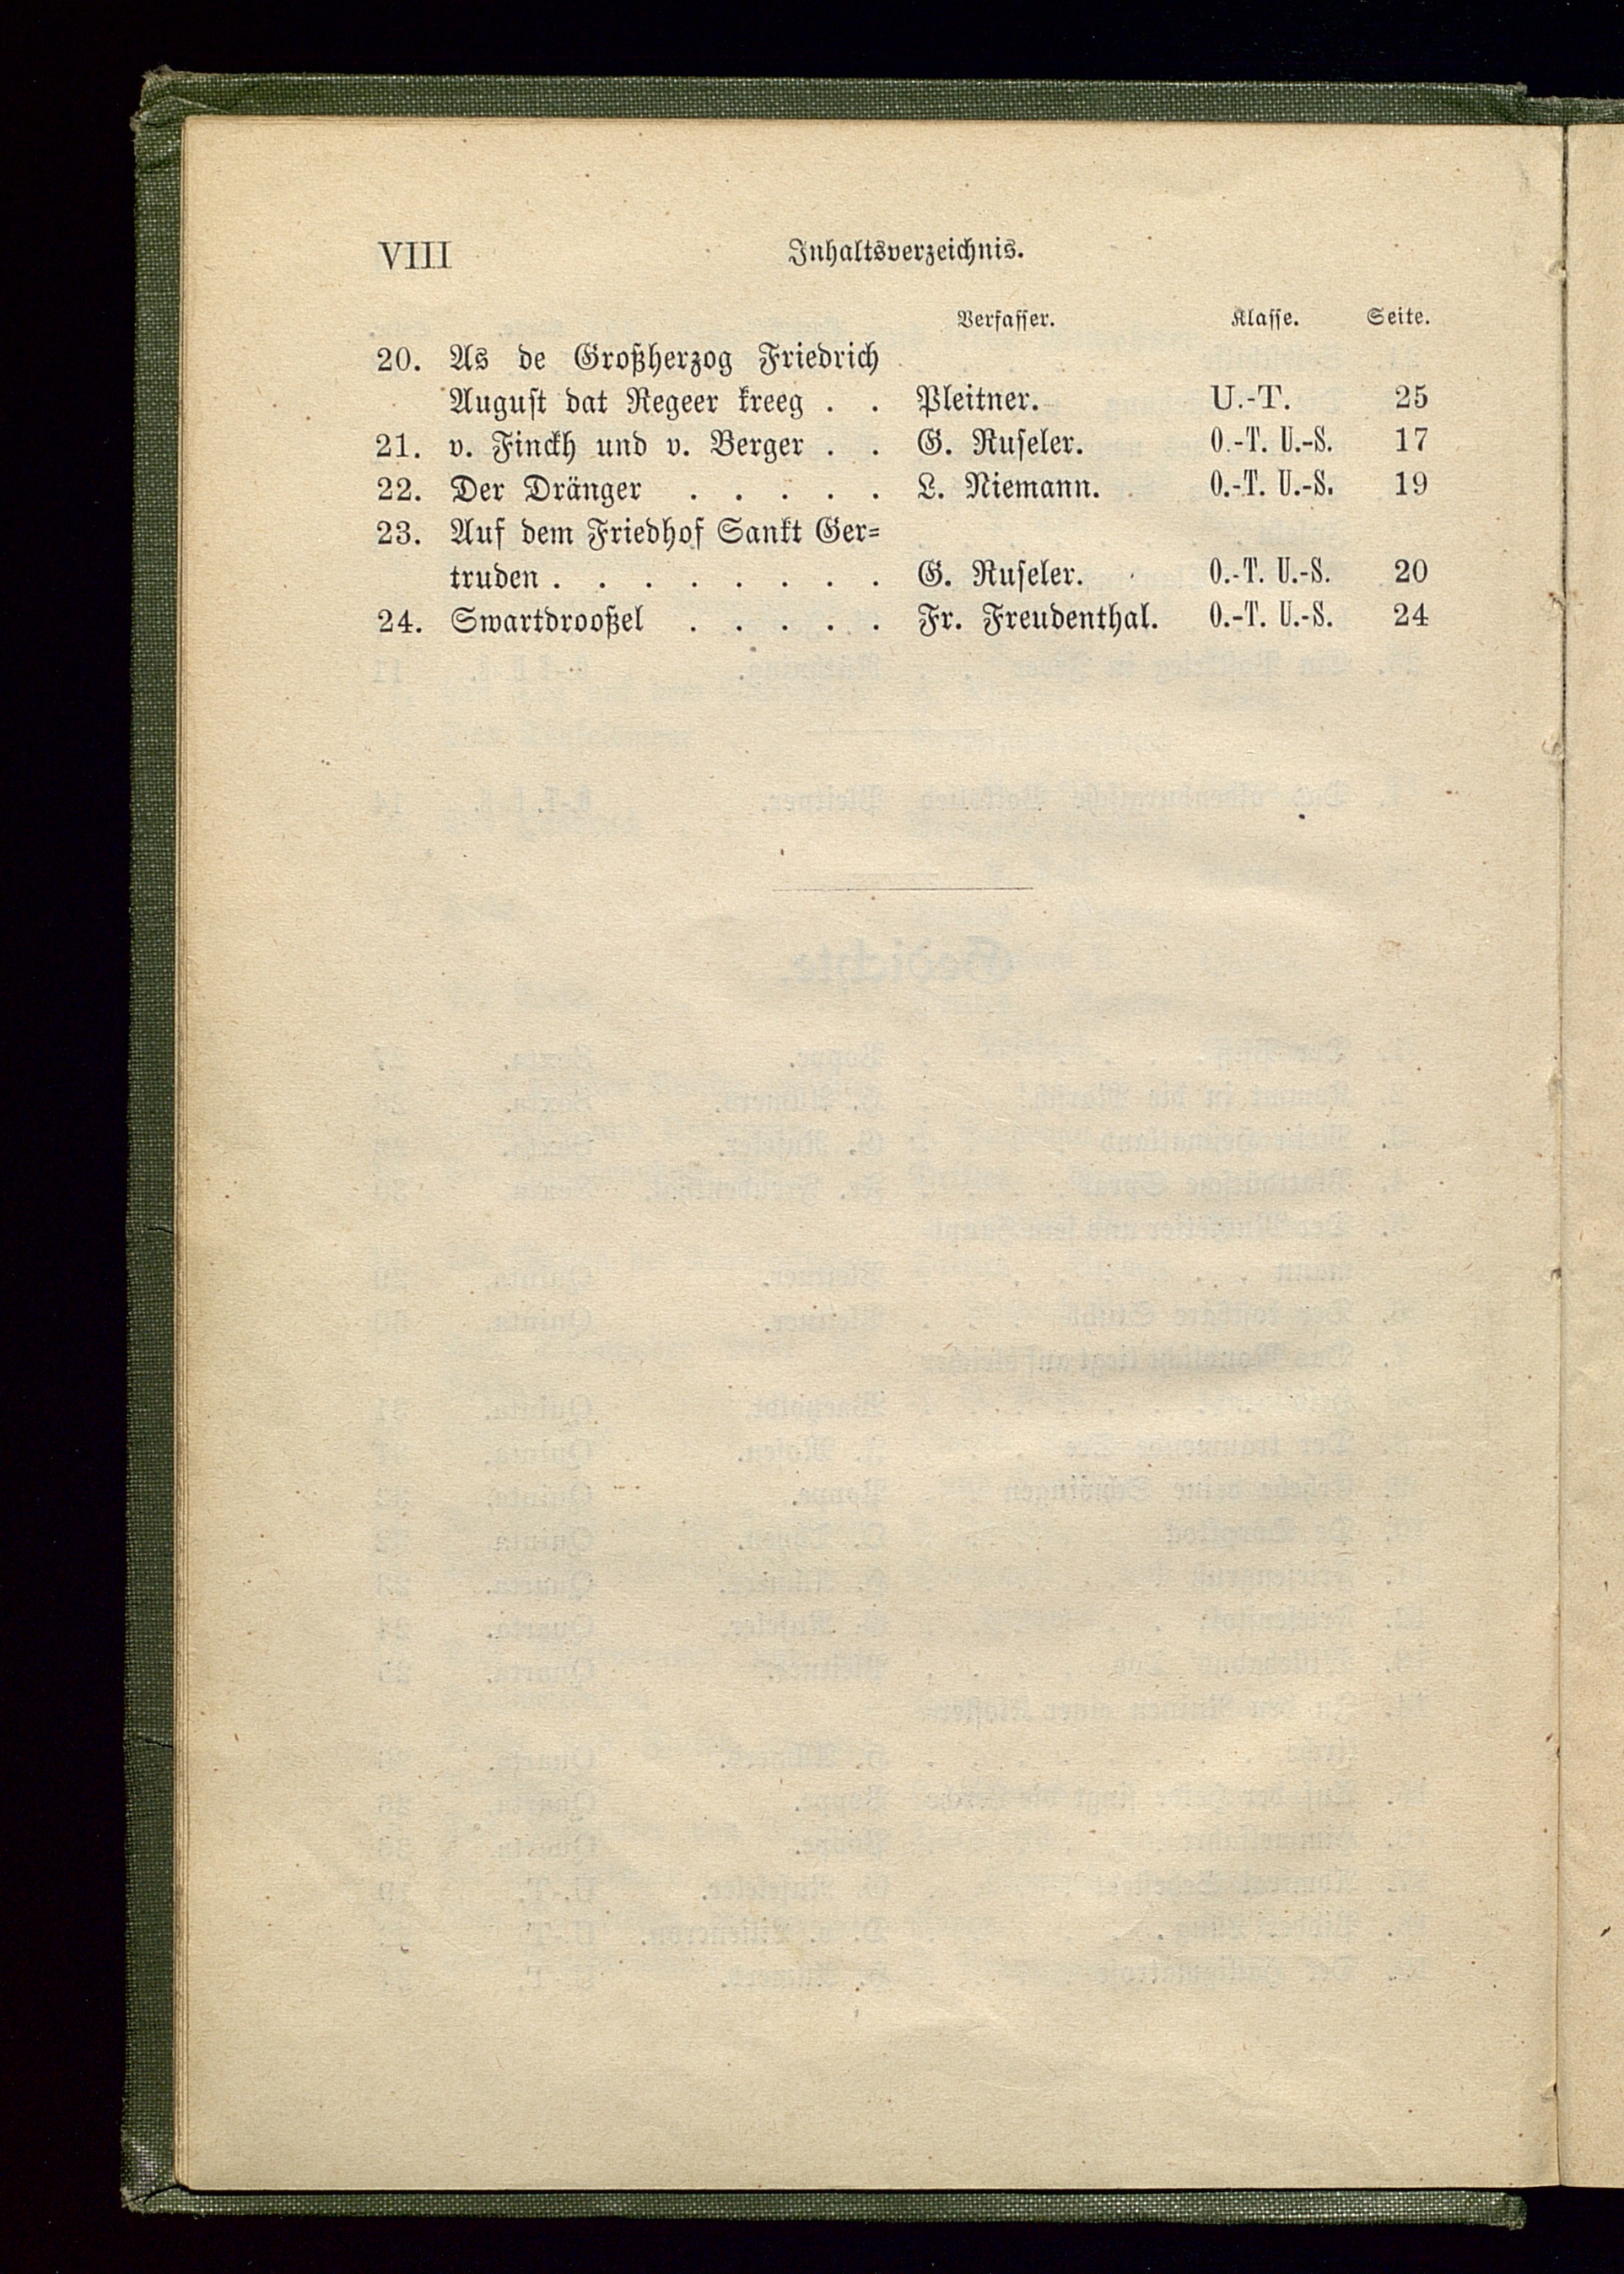 VIII Inhaltsverzeichnis.
Verfasser. Klasse. Seite.
20. As de Großherzog Friedrich
August dat Regeer kreeg . . Pleitner. U.-T. 25
21. v. Finckh und v. Berger . . G. Ruseler. O.-T. U.-S. 17
22. Der Dränger . . . . . L. Niemann. O.-T. U.-S. 19
23. Auf dem Friedhof Sankt Ger=
truden . . . . . . . . G. Ruseler. O.-T. U.-S. 20
24. Swartdrooßel . . . . . Fr. Freudenthal. O.-T. U.-S. 24